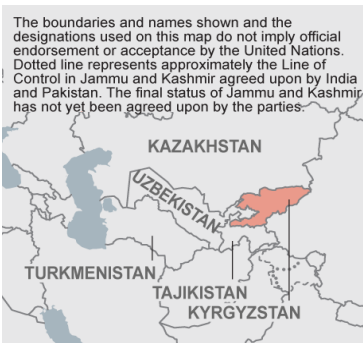 The boundaries and names shown and the
designations used on this map do not imply official
endorsement or acceptance by the United Nations.
Dotted line represents approximately the Line of
Control in Jammu and Kashmir agreed upon by India
and Pakistan. The final status of Jammu and Kashmir
has not yet been agreed upon by the parties.
KAZAKHSTAN
UZBEKISTAN
TURKMENISTAN
TAJIKISTAN
KYRGYZSTAN